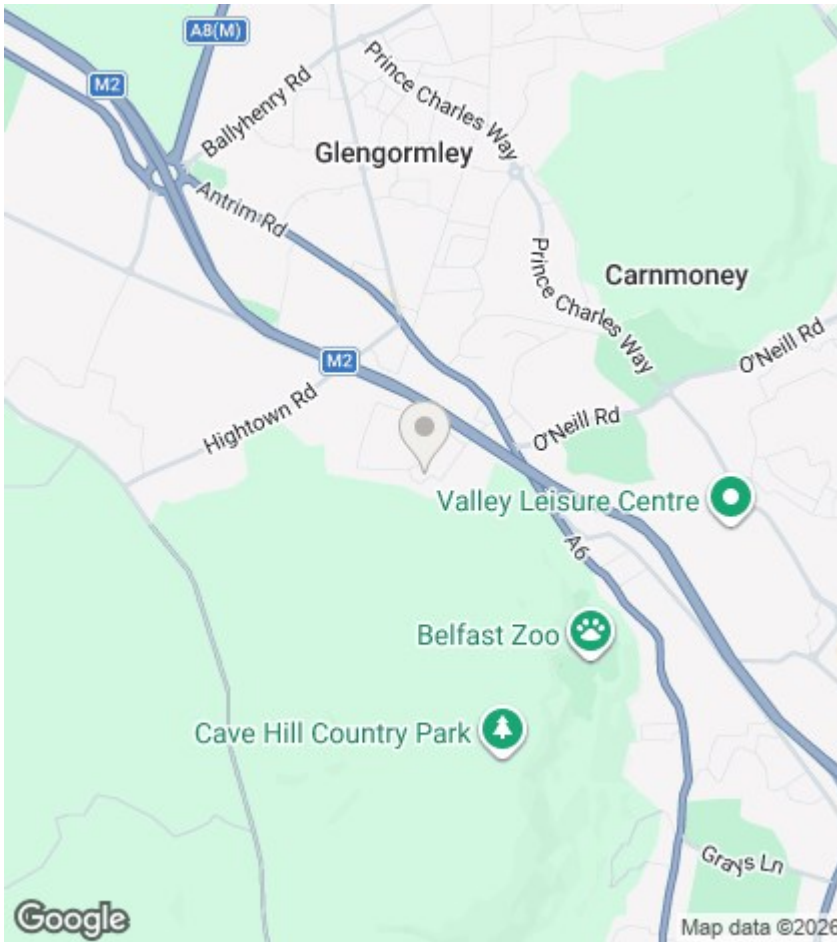 A8(M)
M2
Ballyhenry Rd
Prince Charles Way
Glengormley
Antrim Rd
Prince Charles Way
Carnmoney
O'Neill Rd
M2
Hightown Rd
O'Neill Rd
Valley Leisure Centre
A6
Belfast Zoo
Cave Hill Country Park
Grays Ln
Google
Map data ©2026